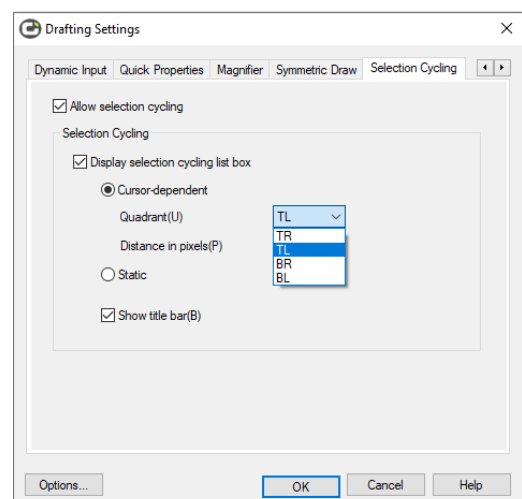 Drafting Settings
Dynamic Input Quick Properties Magnifier Symmetric Draw Selection Cycling
Allow selection cycling
Selection Cycling
Display selection cycling list box
Cursor-dependent
Quadrant(U) TL
TR
Distance in pixels(P) TL
BR
Static BL
Show title bar(B)
Options... OK Cancel Help